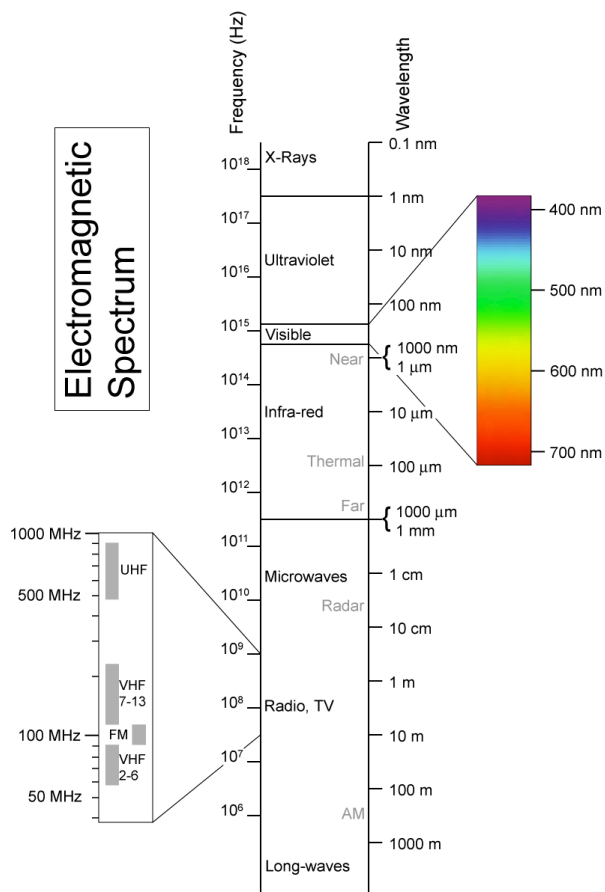 Electromagnetic
Spectrum
Frequency (Hz)
Wavelength
10¹⁸
10¹⁷
10¹⁶
10¹⁵
10¹⁴
10¹³
10¹²
10¹¹
10¹⁰
10⁹
10⁸
10⁷
10⁶
X-Rays
Ultraviolet
Visible
Near
Infra-red
Thermal
Far
Microwaves
Radar
Radio, TV
AM
Long-waves
0.1 nm
1 nm
10 nm
100 nm
1000 nm
1 μm
10 μm
100 μm
1000 μm
1 mm
1 cm
10 cm
1 m
10 m
100 m
1000 m
400 nm
500 nm
600 nm
700 nm
1000 MHz
500 MHz
100 MHz
50 MHz
UHF
VHF
7-13
FM
VHF
2-6